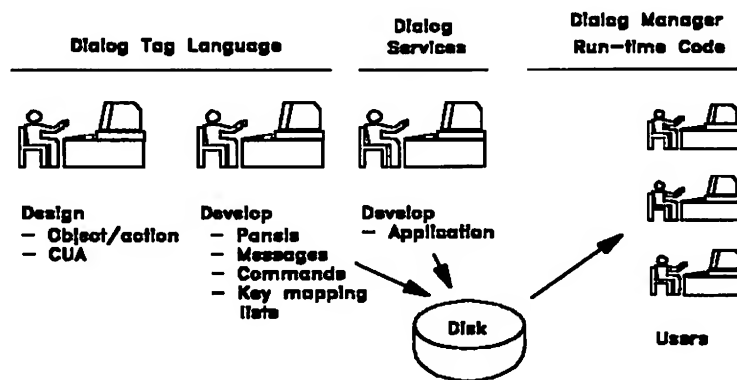 Dialog Tag Language
Dialog
Services
Dialog Manager
Run-time Code
Design
- Object/action
- CUA
Develop
- Panels
- Messages
- Commands
- Key mapping
lists
Develop
- Application
Disk
Users